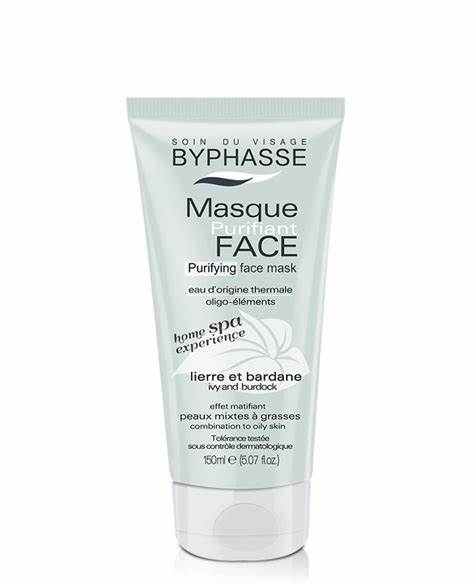 SOIN DU VISAGE
BYPHASSE
Masque
Purifiant
FACE
Purifying face mask
eau d'origine thermale
oligo-éléments
home spa
experience
lierre et bardane
ivy and burdock
effet matifiant
peaux mixtes à grasses
combination to oily skin
Tolérance testée
sous contrôle dermatologique
150ml e (5.07 fl.oz.)